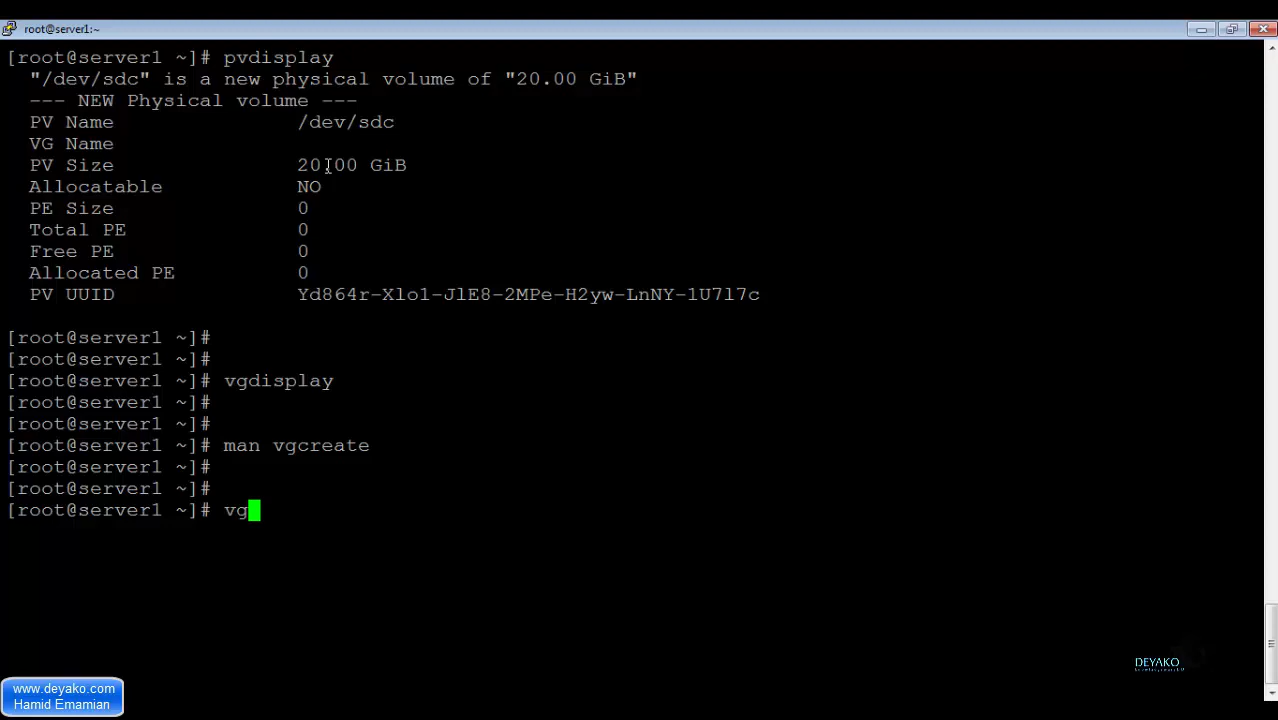 root@server1:~
[root@server1 ~]# pvdisplay
"/dev/sdc" is a new physical volume of "20.00 GiB"
--- NEW Physical volume ---
PV Name /dev/sdc
VG Name
PV Size 20.00 GiB
Allocatable NO
PE Size 0
Total PE 0
Free PE 0
Allocated PE 0
PV UUID Yd864r-Xlo1-JlE8-2MPe-H2yw-LnNY-1U7l7c
[root@server1 ~]#
[root@server1 ~]#
[root@server1 ~]# vgdisplay
[root@server1 ~]#
[root@server1 ~]#
[root@server1 ~]# man vgcreate
[root@server1 ~]#
[root@server1 ~]#
[root@server1 ~]# vg
DEYAKO
www.deyako.com
Hamid Emamian